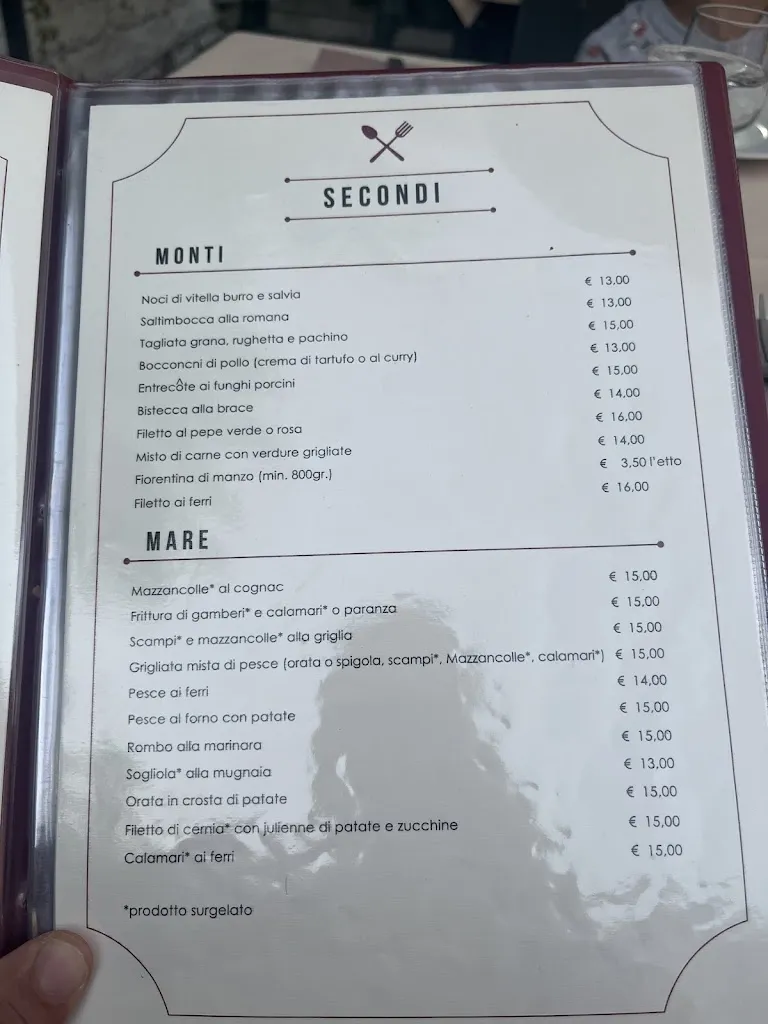 SECONDI
MONTI
Noci di vitella burro e salvia € 13,00
Saltimbocca alla romana € 13,00
Tagliata grana, rughetta e pachino € 15,00
Bocconcni di pollo (crema di tartufo o al curry) € 13,00
Entrecôte ai funghi porcini € 15,00
Bistecca alla brace € 14,00
Filetto al pepe verde o rosa € 16,00
Misto di carne con verdure grigliate € 14,00
Fiorentina di manzo (min. 800gr.) € 3,50 l'etto
Filetto ai ferri € 16,00
MARE
Mazzancolle* al cognac € 15,00
Frittura di gamberi* e calamari* o paranza € 15,00
Scampi* e mazzancolle* alla griglia € 15,00
Grigliata mista di pesce (orata o spigola, scampi*, Mazzancolle*, calamari*) € 15,00
Pesce ai ferri € 14,00
Pesce al forno con patate € 15,00
Rombo alla marinara € 15,00
Sogliola* alla mugnaia € 13,00
Orata in crosta di patate € 15,00
Filetto di cernia* con julienne di patate e zucchine € 15,00
Calamari* ai ferri € 15,00
*prodotto surgelato